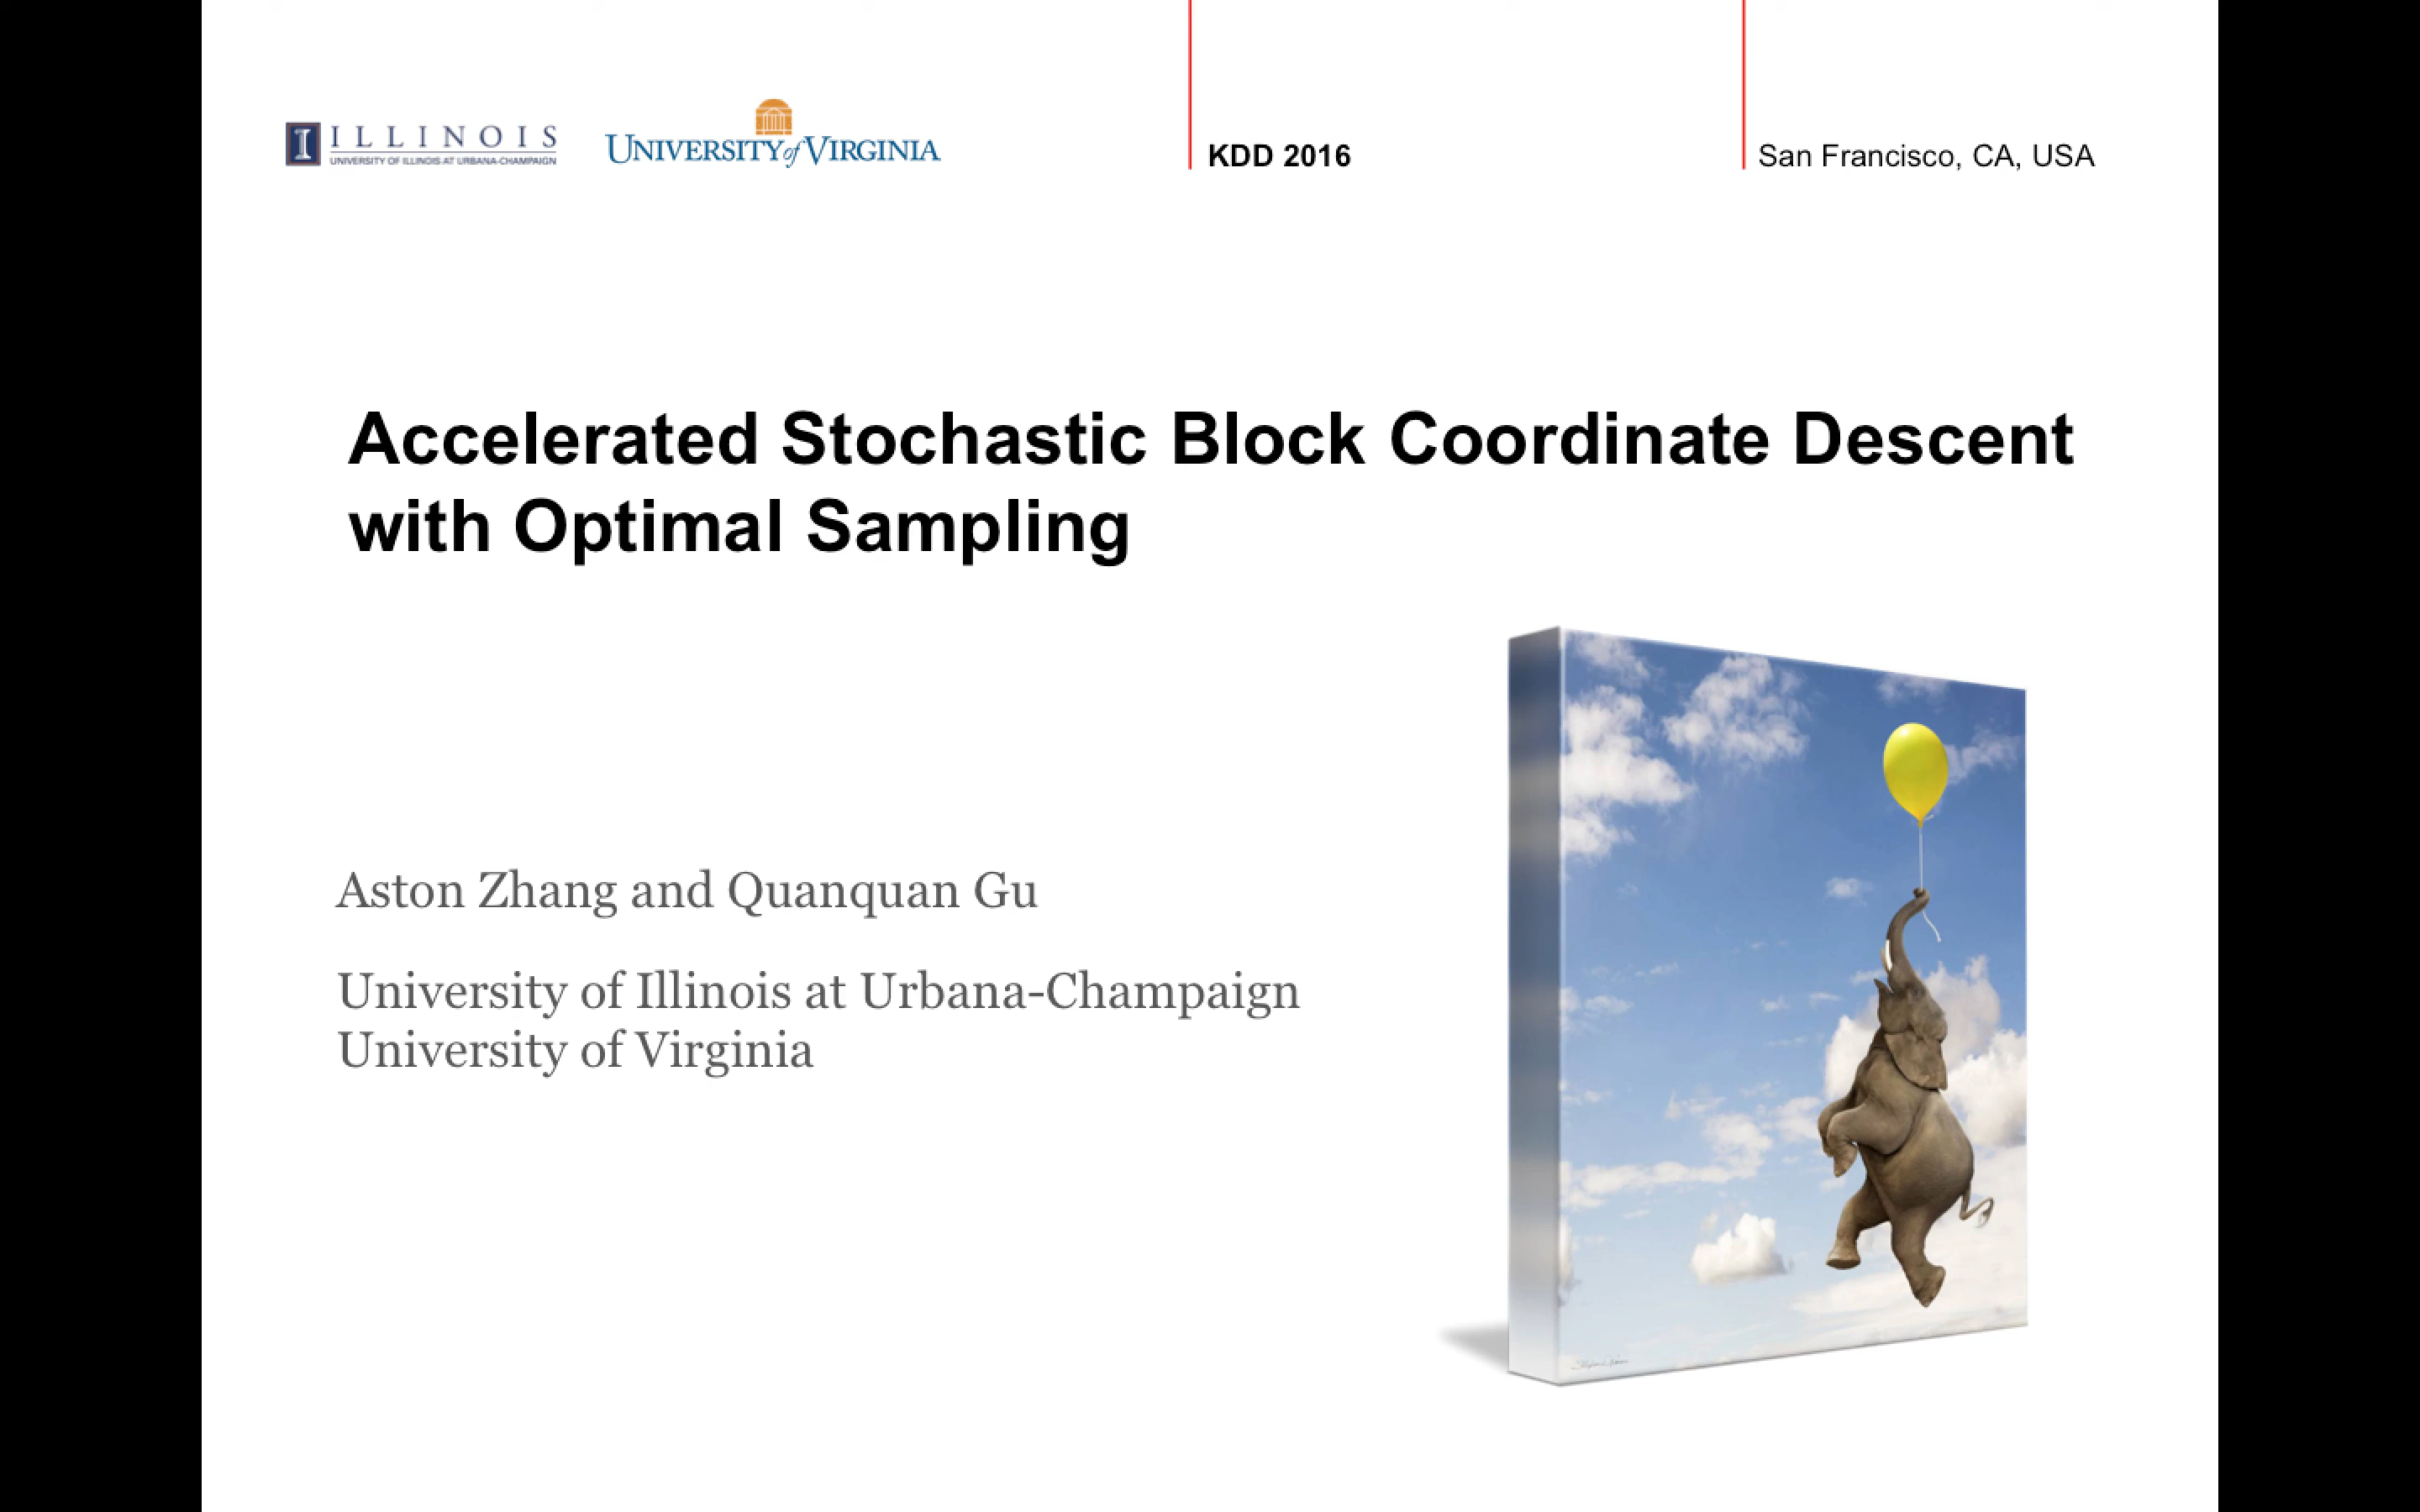 I ILLINOIS
UNIVERSITY OF ILLINOIS AT URBANA-CHAMPAIGN
UNIVERSITY of VIRGINIA
KDD 2016
San Francisco, CA, USA
Accelerated Stochastic Block Coordinate Descent
with Optimal Sampling
Aston Zhang and Quanquan Gu
University of Illinois at Urbana-Champaign
University of Virginia